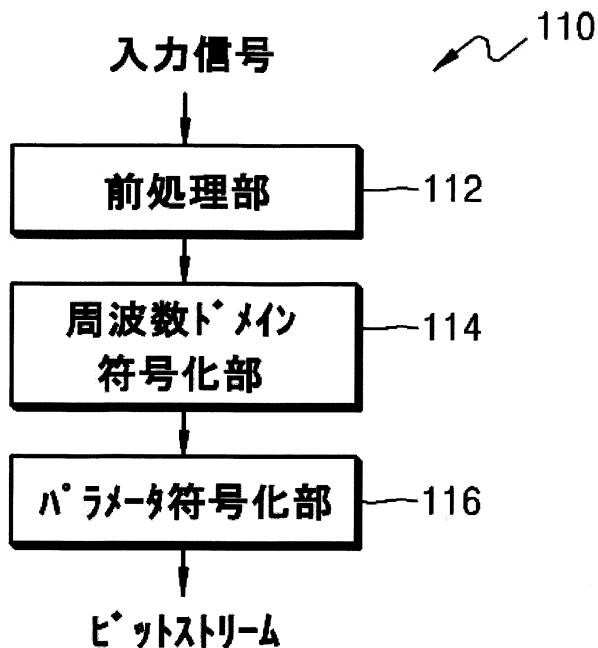 110
入力信号
前処理部
112
周波数ﾄﾞﾒｲﾝ
符号化部
114
ﾊﾟﾗﾒｰﾀ符号化部
116
ﾋﾞｯﾄｽﾄﾘｰﾑ